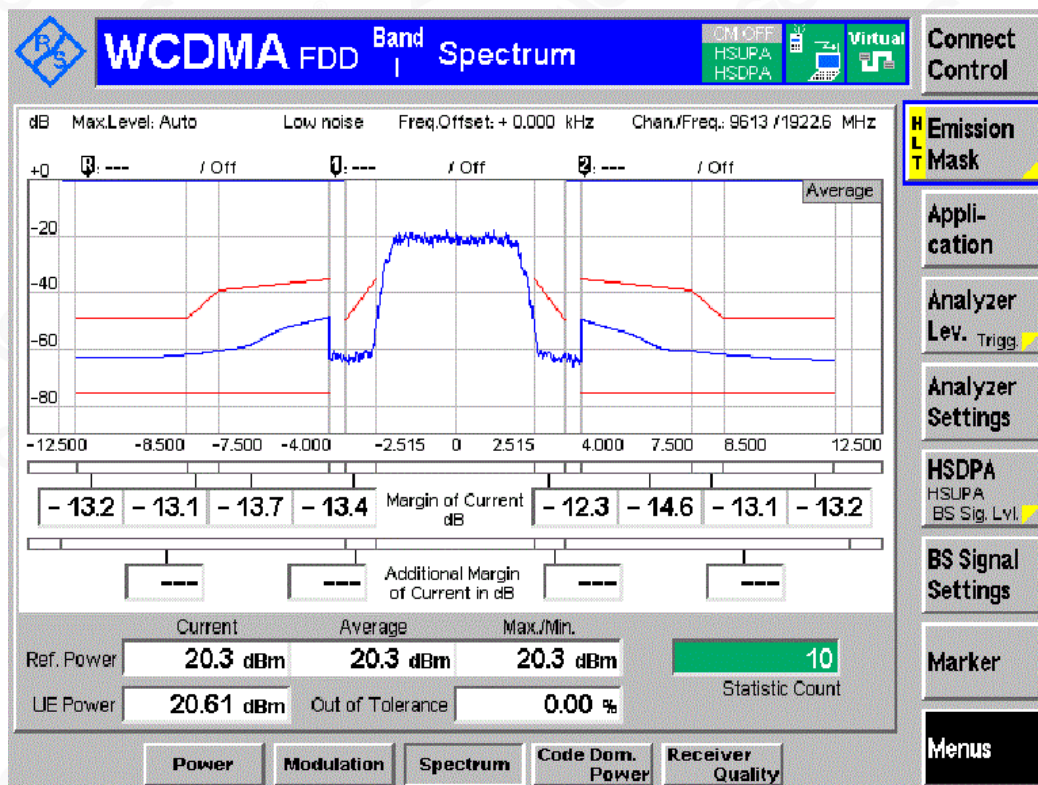 R S
WCDMA FDD Band I Spectrum
CM OFF
HSUPA
HSDPA
Virtual
Connect
Control
dB Max.Level: Auto Low noise Freq.Offset: + 0.000 kHz Chan./Freq.: 9613 / 1922.6 MHz
HLT
Emission
Mask
R: --- / Off 1: --- / Off 2: --- / Off
+0
Average
-20
-40
-60
-80
-12.500 -8.500 -7.500 -4.000 -2.515 0 2.515 4.000 7.500 8.500 12.500
Appli-
cation
Analyzer
Lev. Trigg.
Analyzer
Settings
HSDPA
HSUPA
BS Sig. Lvl.
BS Signal
Settings
Marker
Menus
- 13.2 - 13.1 - 13.7 - 13.4 Margin of Current dB - 12.3 - 14.6 - 13.1 - 13.2
--- --- Additional Margin of Current in dB --- ---
Current Average Max./Min.
Ref. Power 20.3 dBm 20.3 dBm 20.3 dBm 10
Statistic Count
UE Power 20.61 dBm Out of Tolerance 0.00 %
Power Modulation Spectrum Code Dom. Power Receiver Quality